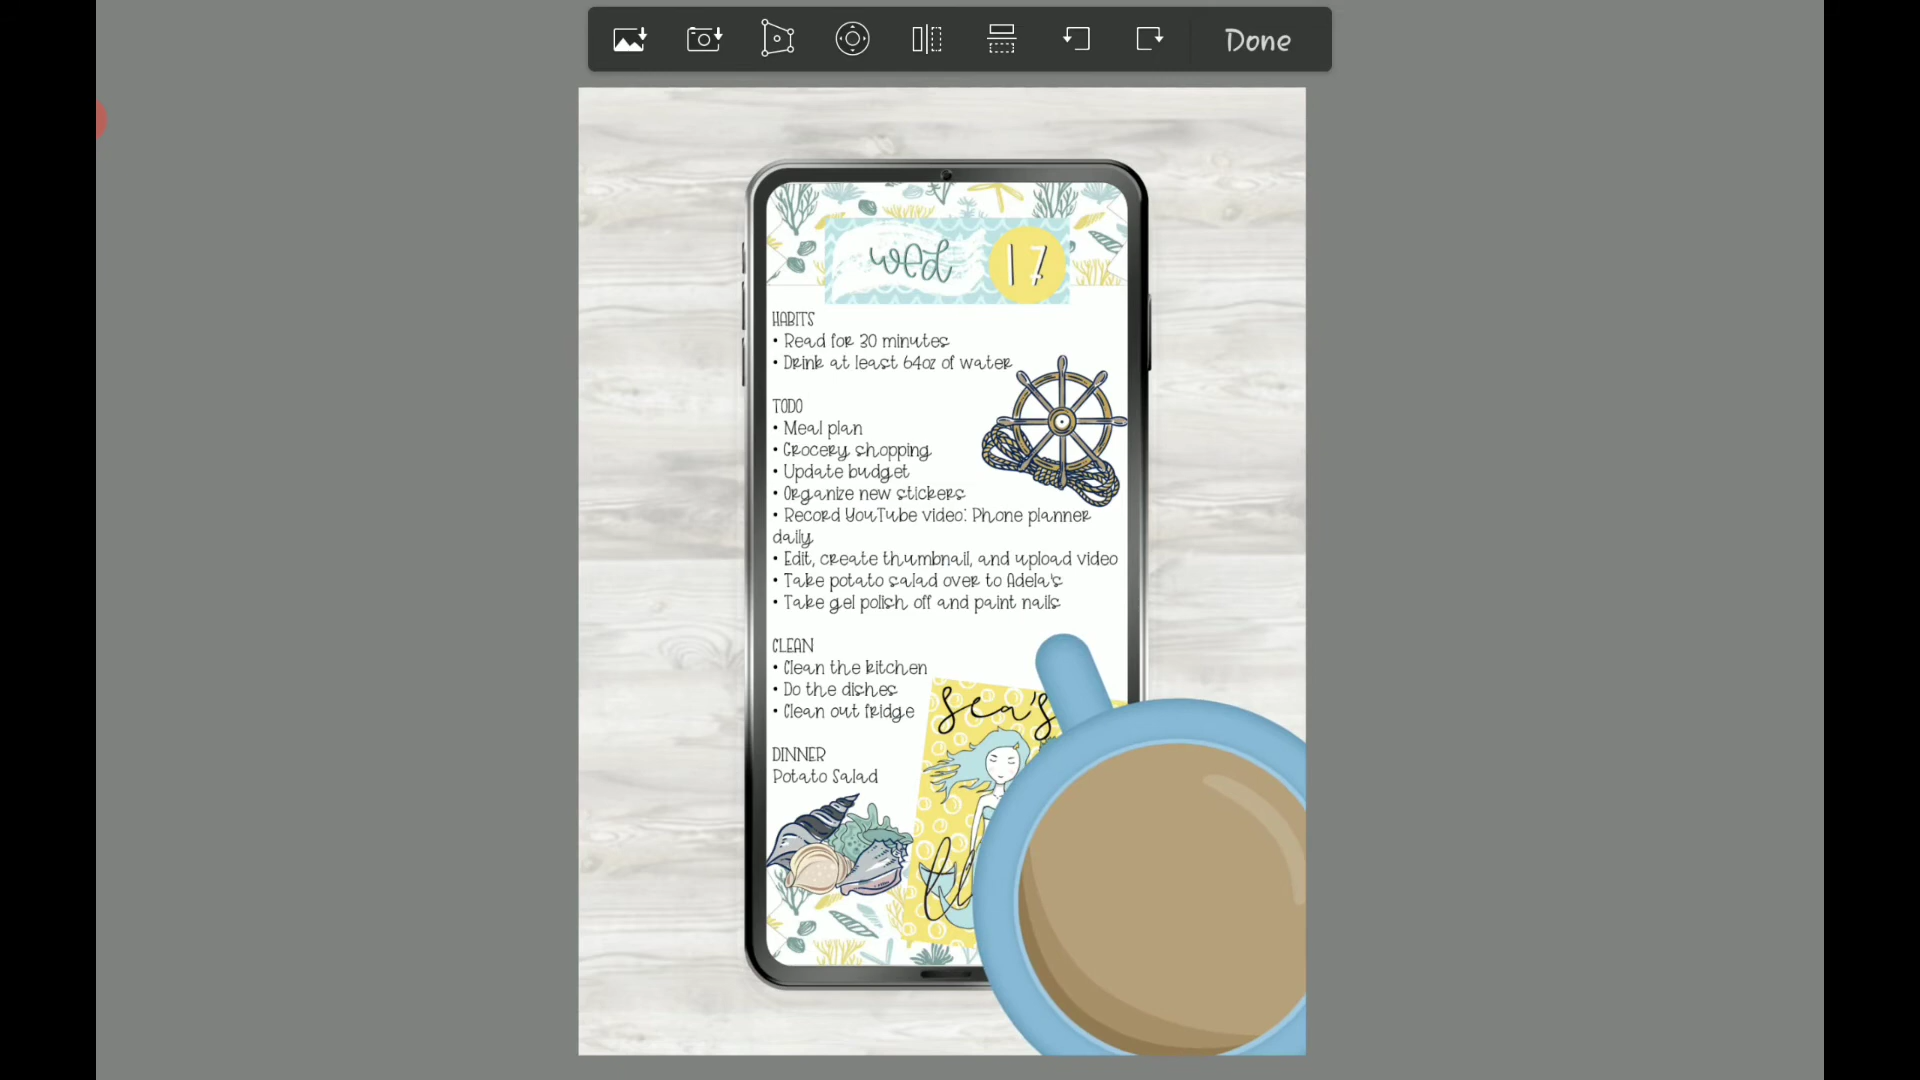 Done
wed 17
HABITS
• Read for 30 minutes
• Drink at least 64oz of water
TODO
• Meal plan
• Grocery shopping
• Update budget
• Organize new stickers
• Record YouTube video: Phone planner
daily
• Edit, create thumbnail, and upload video
• Take potato salad over to Adela's
• Take gel polish off and paint nails
CLEAN
• Clean the kitchen
• Do the dishes
• Clean out fridge
sea's
DINNER
Potato Salad